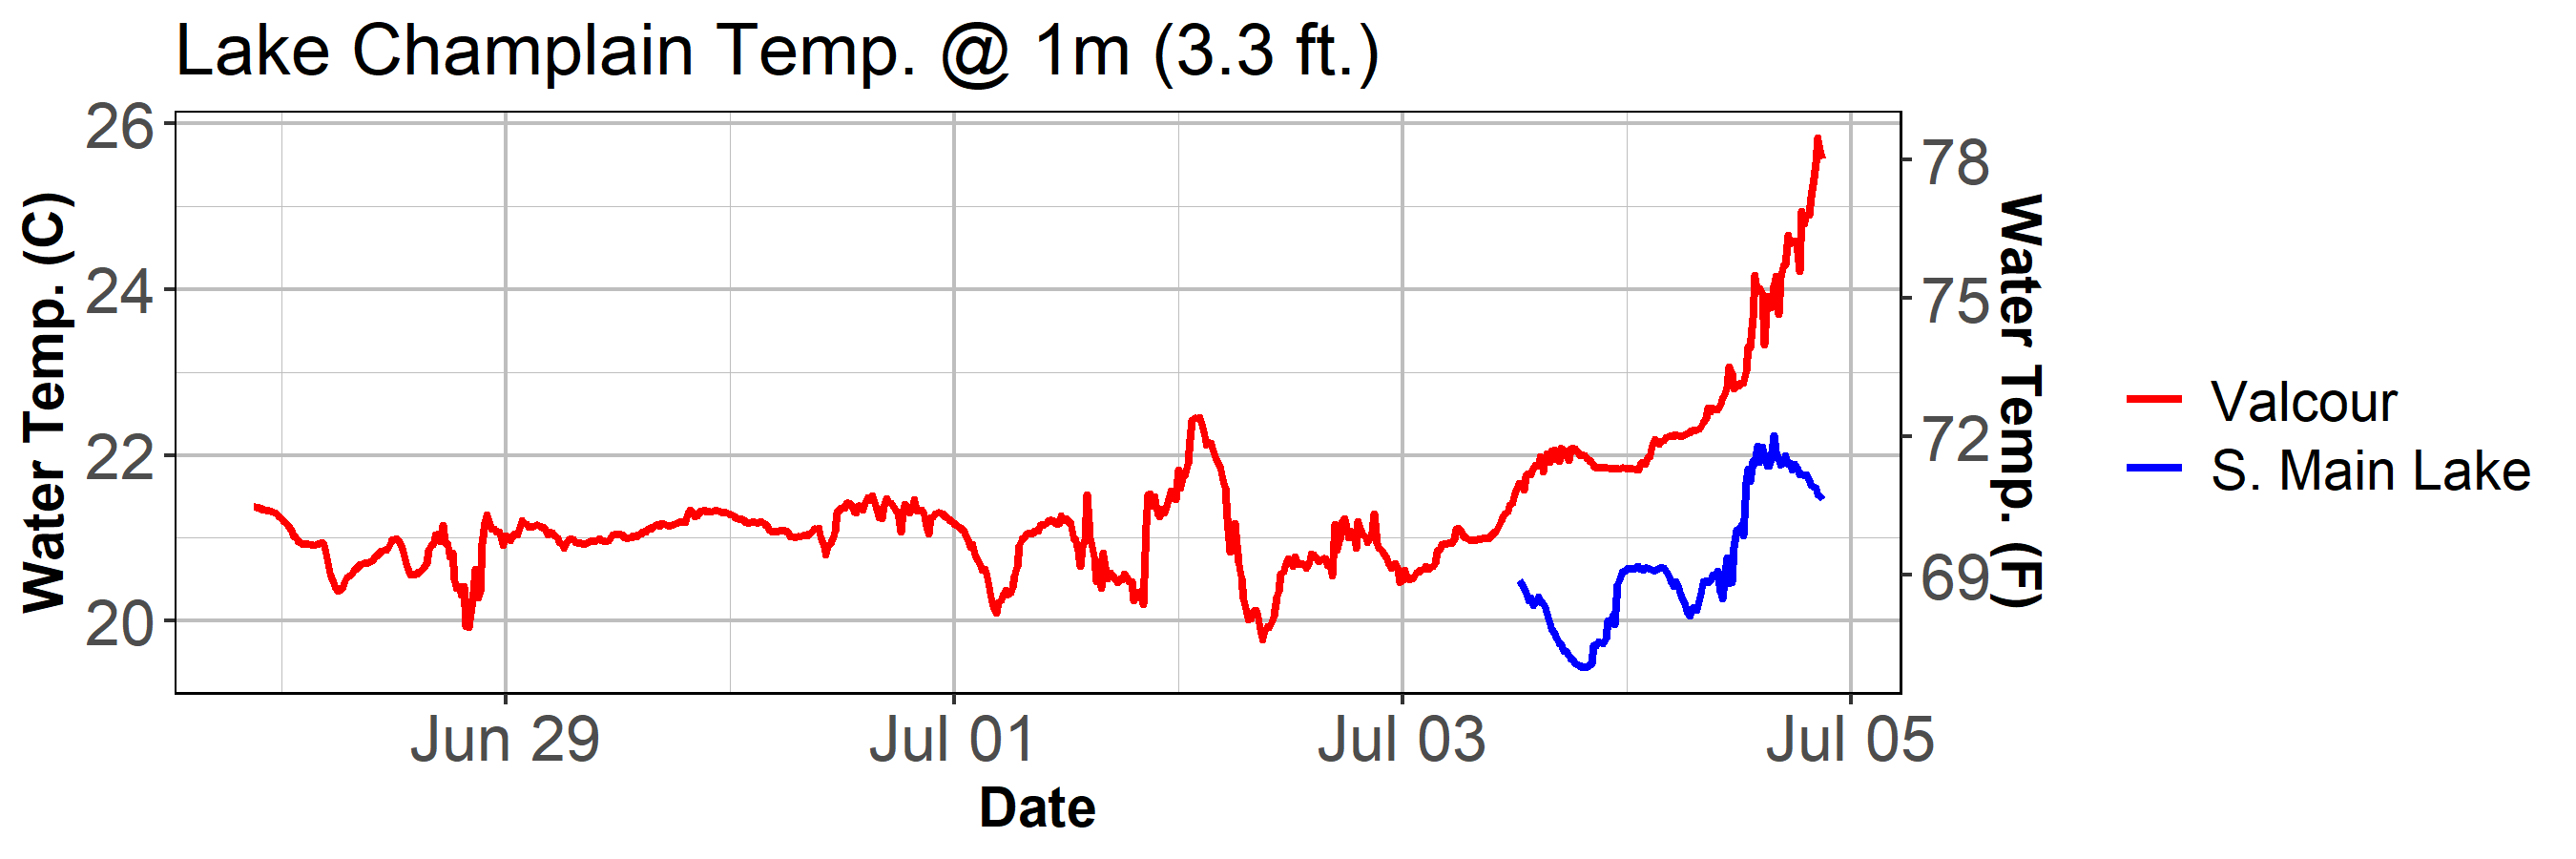 Lake Champlain Temp. @ 1m (3.3 ft.)
Water Temp. (C)
26
24
22
20
78
75
72
69
Water Temp. (F)
Jun 29
Jul 01
Jul 03
Jul 05
Date
Valcour
S. Main Lake